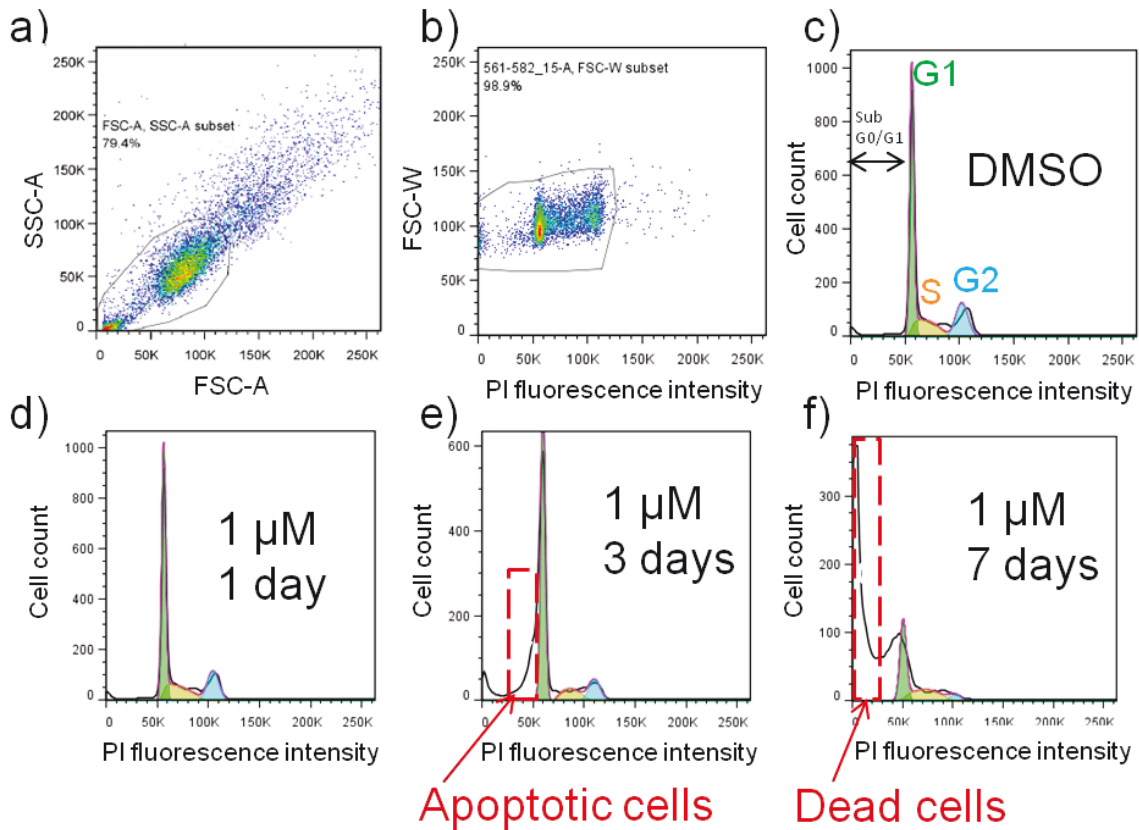 a)
250K
200K
150K
100K
50K
0
SSC-A
FSC-A, SSC-A subset
79.4%
0 50K 100K 150K 200K 250K
FSC-A
b)
250K
200K
150K
100K
50K
0
FSC-W
561-582_15-A, FSC-W subset
98.9%
0 50K 100K 150K 200K 250K
PI fluorescence intensity
c)
1000
800
600
400
200
0
Cell count
G1
Sub
G0/G1
DMSO
S
G2
0 50K 100K 150K 200K 250K
PI fluorescence intensity
d)
1000
800
600
400
200
0
Cell count
1 µM
1 day
0 50K 100K 150K 200K 250K
PI fluorescence intensity
e)
600
400
200
0
Cell count
1 µM
3 days
0 50K 100K 150K 200K 250K
PI fluorescence intensity
Apoptotic cells
f)
300
200
100
0
Cell count
1 µM
7 days
0 50K 100K 150K 200K 250K
PI fluorescence intensity
Dead cells